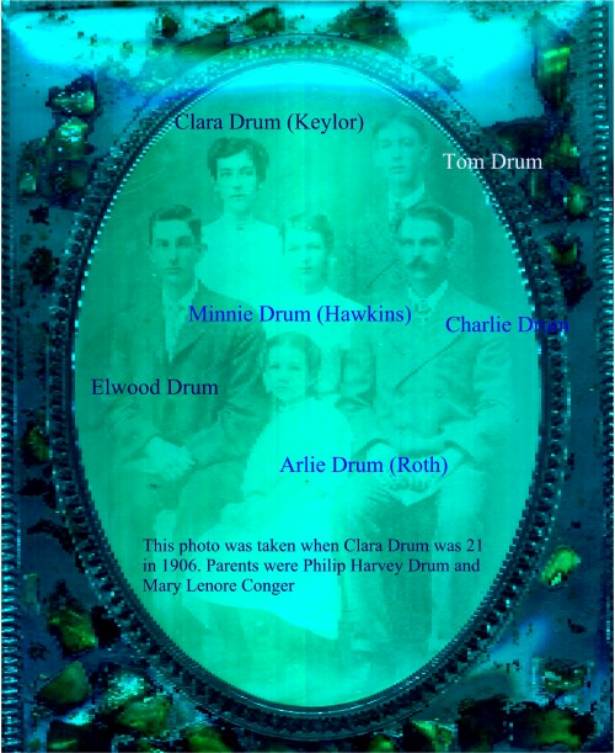 Clara Drum (Keylor)
Tom Drum
Minnie Drum (Hawkins)
Charlie Drum
Elwood Drum
Arlie Drum (Roth)
This photo was taken when Clara Drum was 21
in 1906. Parents were Philip Harvey Drum and
Mary Lenore Conger